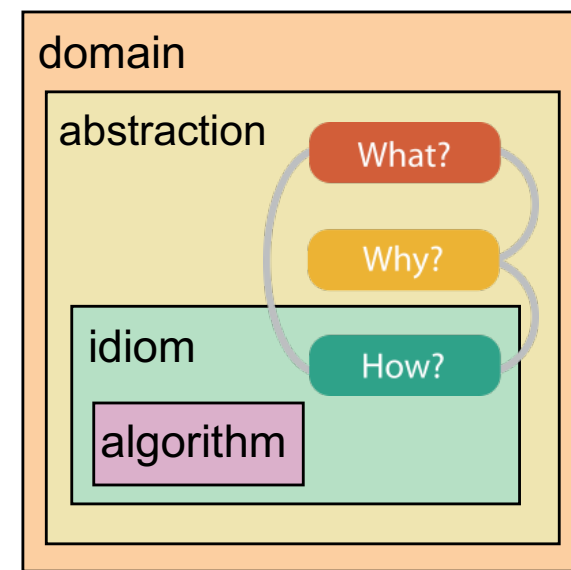 domain
abstraction
What?
Why?
idiom
How?
algorithm